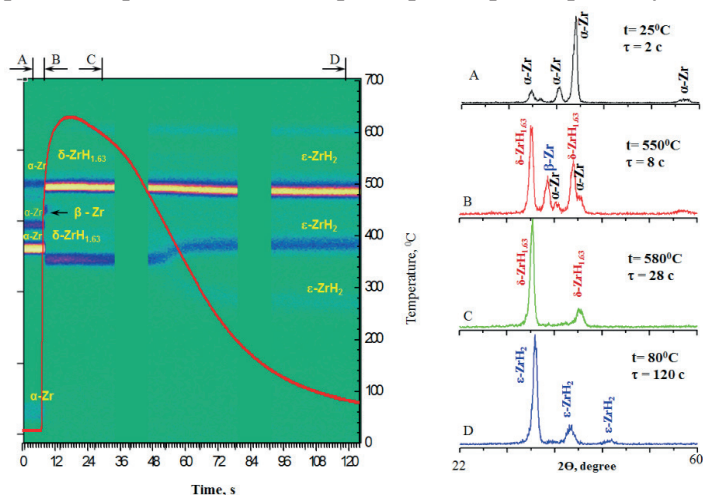 A B C D
700
600
500
400
300
200
100
0
Temperature, ⁰C
α-Zr
δ-ZrH1.63
ε-ZrH2
α-Zr
β - Zr
α-Zr
δ-ZrH1.63
ε-ZrH2
ε-ZrH2
α-Zr
0 12 24 36 48 60 72 84 96 108 120
Time, s
A
α-Zr
α-Zr
α-Zr
α-Zr
t= 25⁰C
τ = 2 c
B
δ-ZrH1.63
β-Zr
α-Zr
δ-ZrH1.63
α-Zr
t= 550⁰C
τ = 8 c
C
δ-ZrH1.63
δ-ZrH1.63
t= 580⁰C
τ = 28 c
D
ε-ZrH2
ε-ZrH2
ε-ZrH2
t= 80⁰C
τ = 120 c
22 2Θ, degree 60